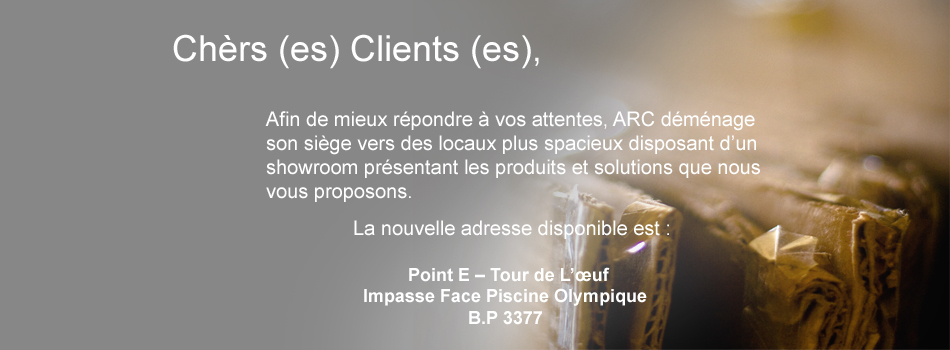 Chèrs (es) Clients (es),
Afin de mieux répondre à vos attentes, ARC déménage
son siège vers des locaux plus spacieux disposant d’un
showroom présentant les produits et solutions que nous
vous proposons.
La nouvelle adresse disponible est :
Point E – Tour de L’œuf
Impasse Face Piscine Olympique
B.P 3377